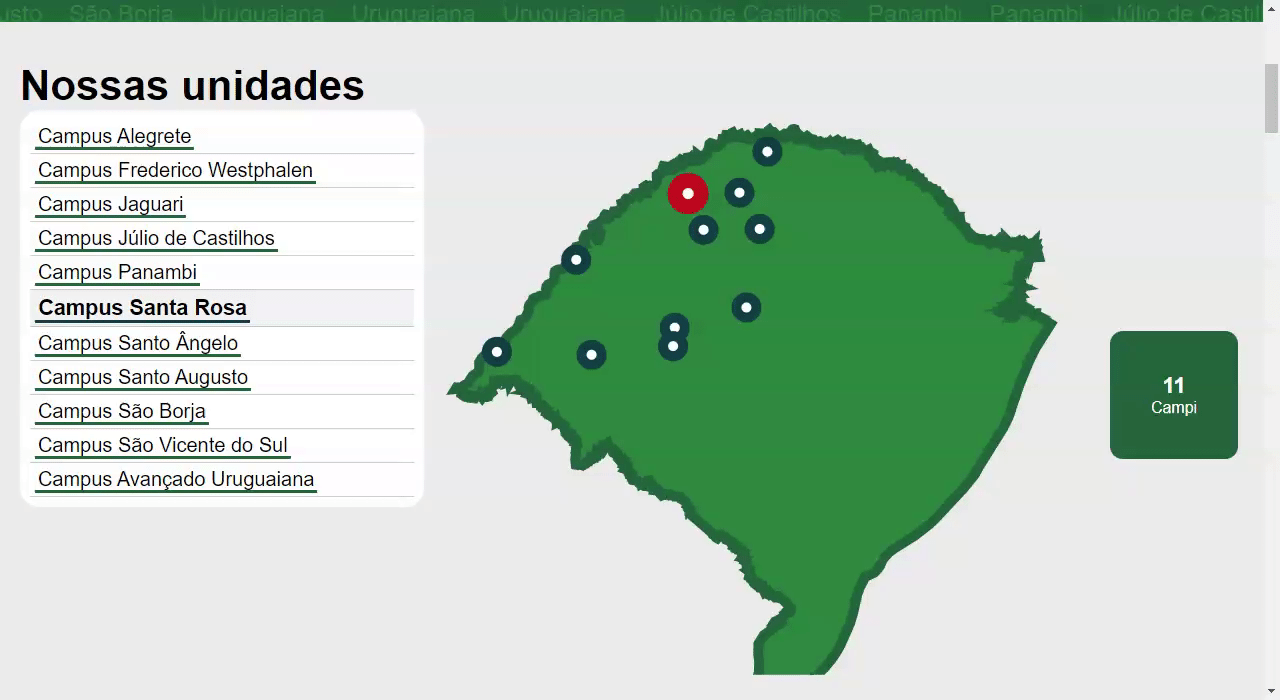 usto São Borja Uruguaiana Uruguaiana Uruguaiana Júlio de Castilhos Panambi Panambi Júlio de Castil
Nossas unidades
Campus Alegrete
Campus Frederico Westphalen
Campus Jaguari
Campus Júlio de Castilhos
Campus Panambi
Campus Santa Rosa
Campus Santo Ângelo
Campus Santo Augusto
Campus São Borja
Campus São Vicente do Sul
Campus Avançado Uruguaiana
11
Campi